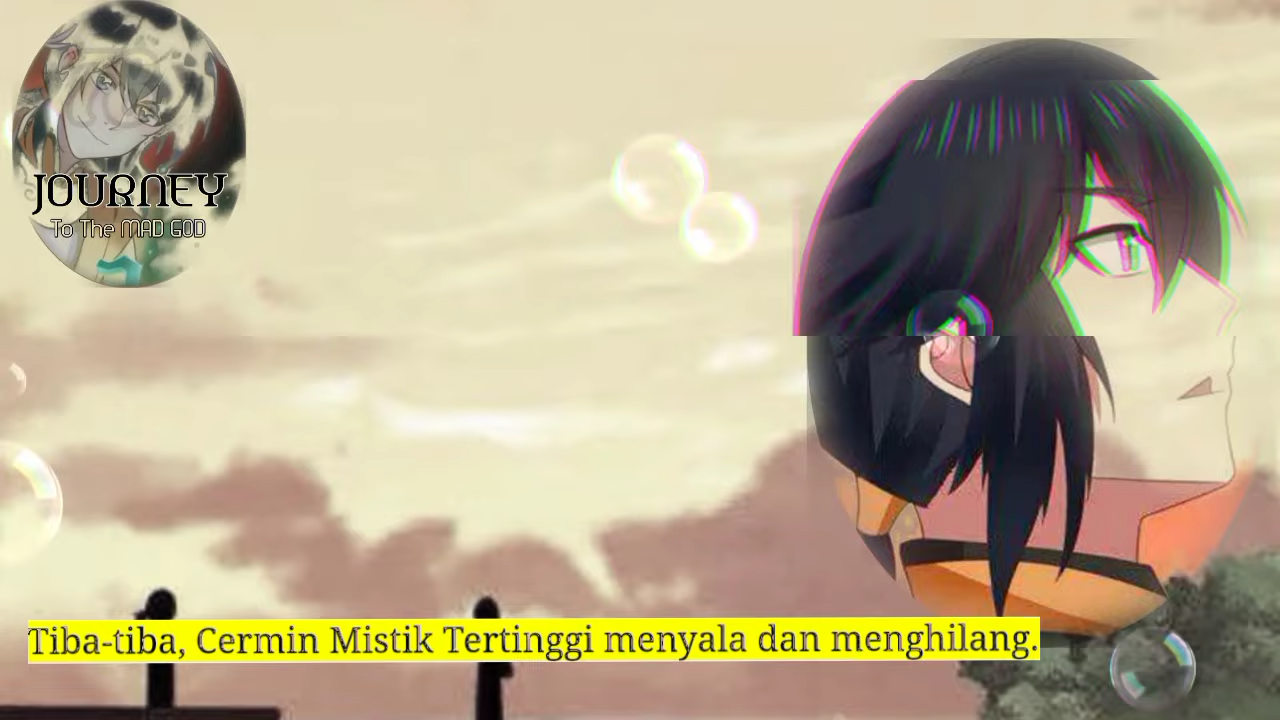 JOURNEY
To The MAD GOD
Tiba-tiba, Cermin Mistik Tertinggi menyala dan menghilang.